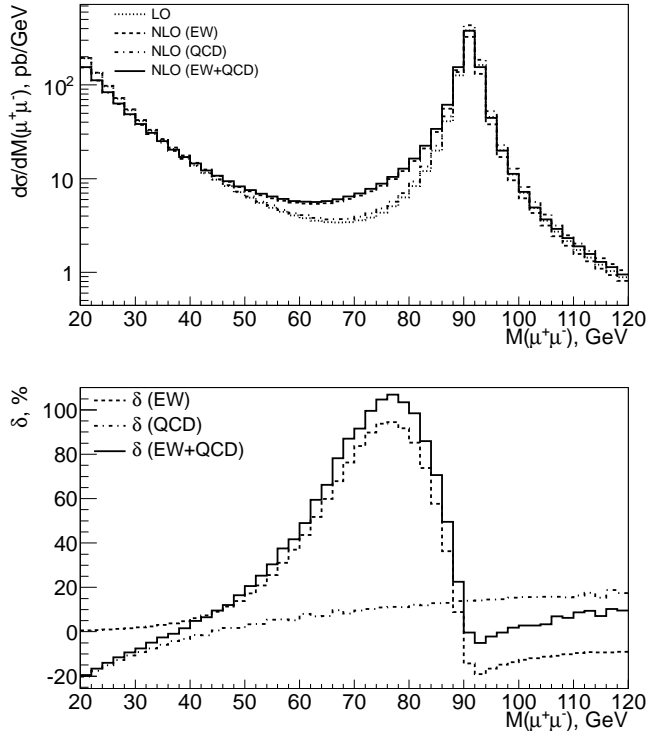 LO
NLO (EW)
NLO (QCD)
NLO (EW+QCD)
dσ/dM(μ⁺μ⁻), pb/GeV
10²
10
1
20 30 40 50 60 70 80 90 100 110 120
M(μ⁺μ⁻), GeV
δ (EW)
δ (QCD)
δ (EW+QCD)
δ, %
100
80
60
40
20
0
-20
20 30 40 50 60 70 80 90 100 110 120
M(μ⁺μ⁻), GeV